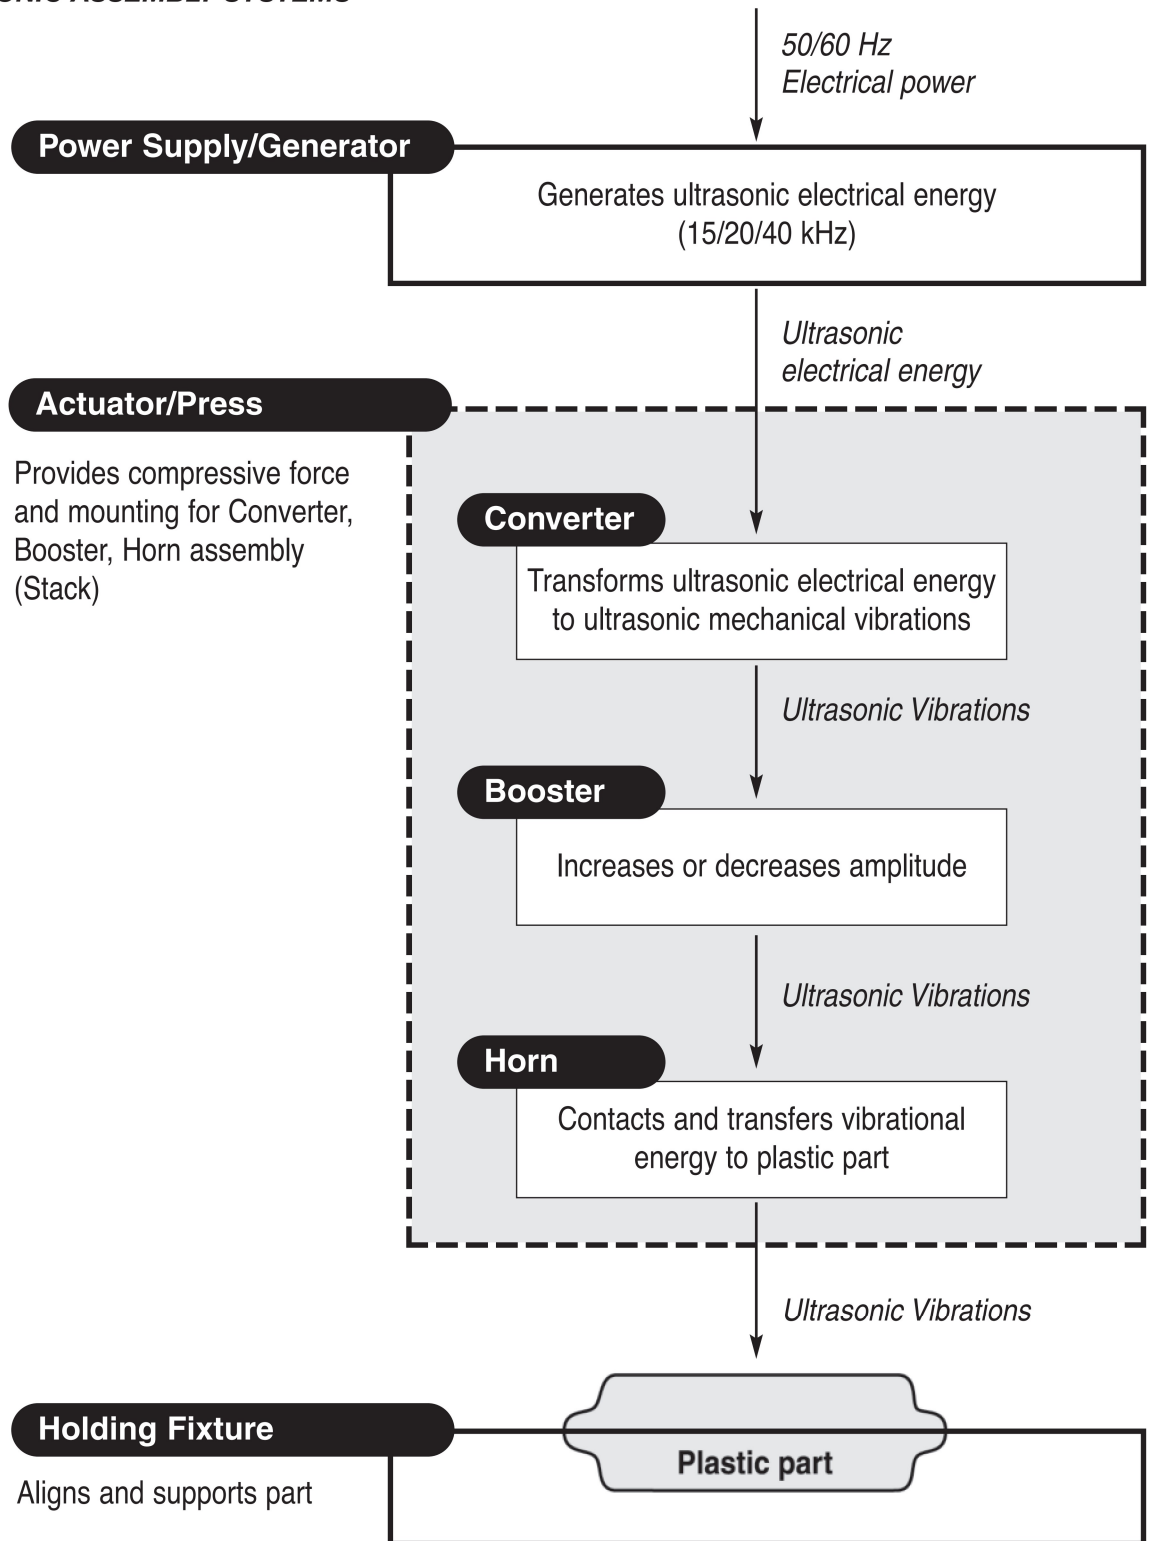 ASSEMBLY SYSTEMS
50/60 Hz
Electrical power
Power Supply/Generator
Generates ultrasonic electrical energy
(15/20/40 kHz)
Ultrasonic
electrical energy
Actuator/Press
Provides compressive force
and mounting for Converter,
Booster, Horn assembly
(Stack)
Converter
Transforms ultrasonic electrical energy
to ultrasonic mechanical vibrations
Ultrasonic Vibrations
Booster
Increases or decreases amplitude
Ultrasonic Vibrations
Horn
Contacts and transfers vibrational
energy to plastic part
Ultrasonic Vibrations
Holding Fixture
Plastic part
Aligns and supports part